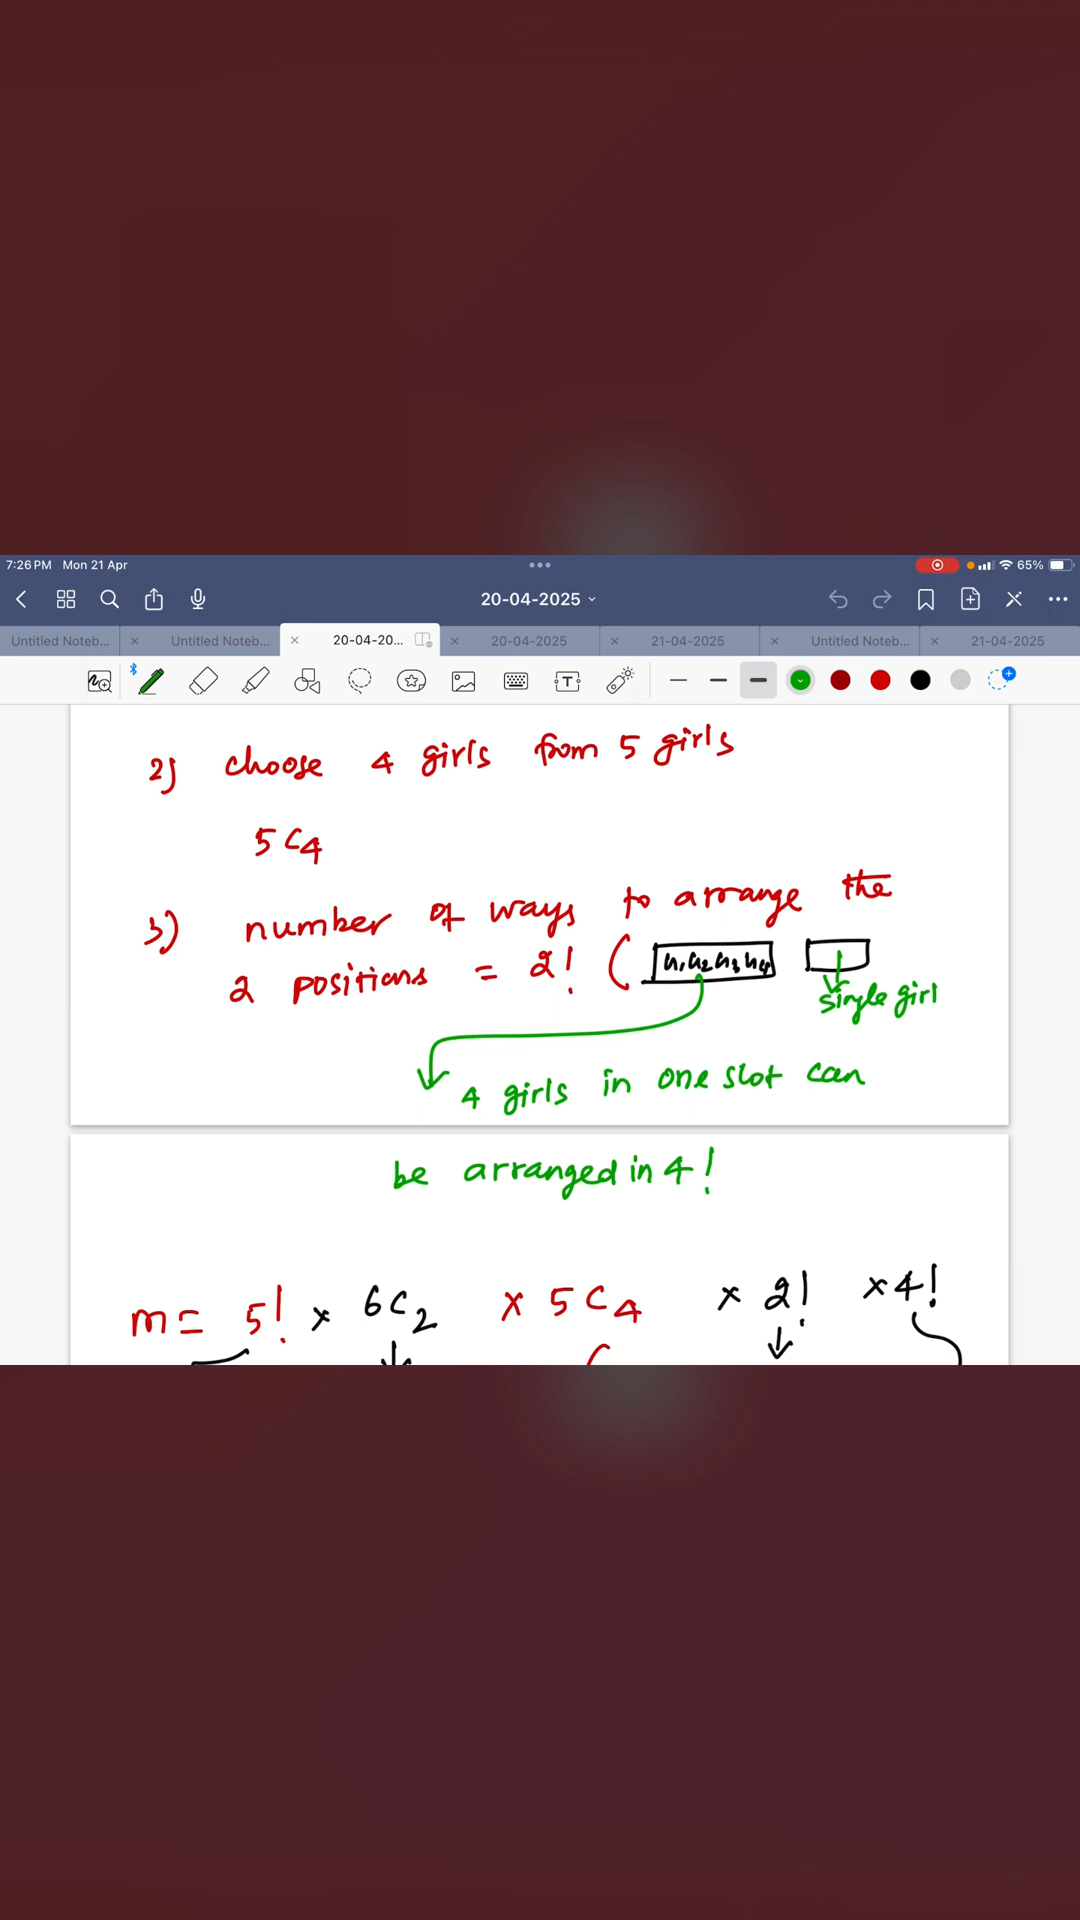 7:26 PM Mon 21 Apr
65%
20-04-2025
Untitled Noteb... Untitled Noteb... 20-04-20... 20-04-2025 21-04-2025 Untitled Noteb... 21-04-2025
2) choose 4 girls from 5 girls
5C4
3) number of ways to arrange the
2 positions = 2! (
single girl
4 girls in one slot can
be arranged in 4!
m = 5! × 6C2 × 5C4 × 2! × 4!